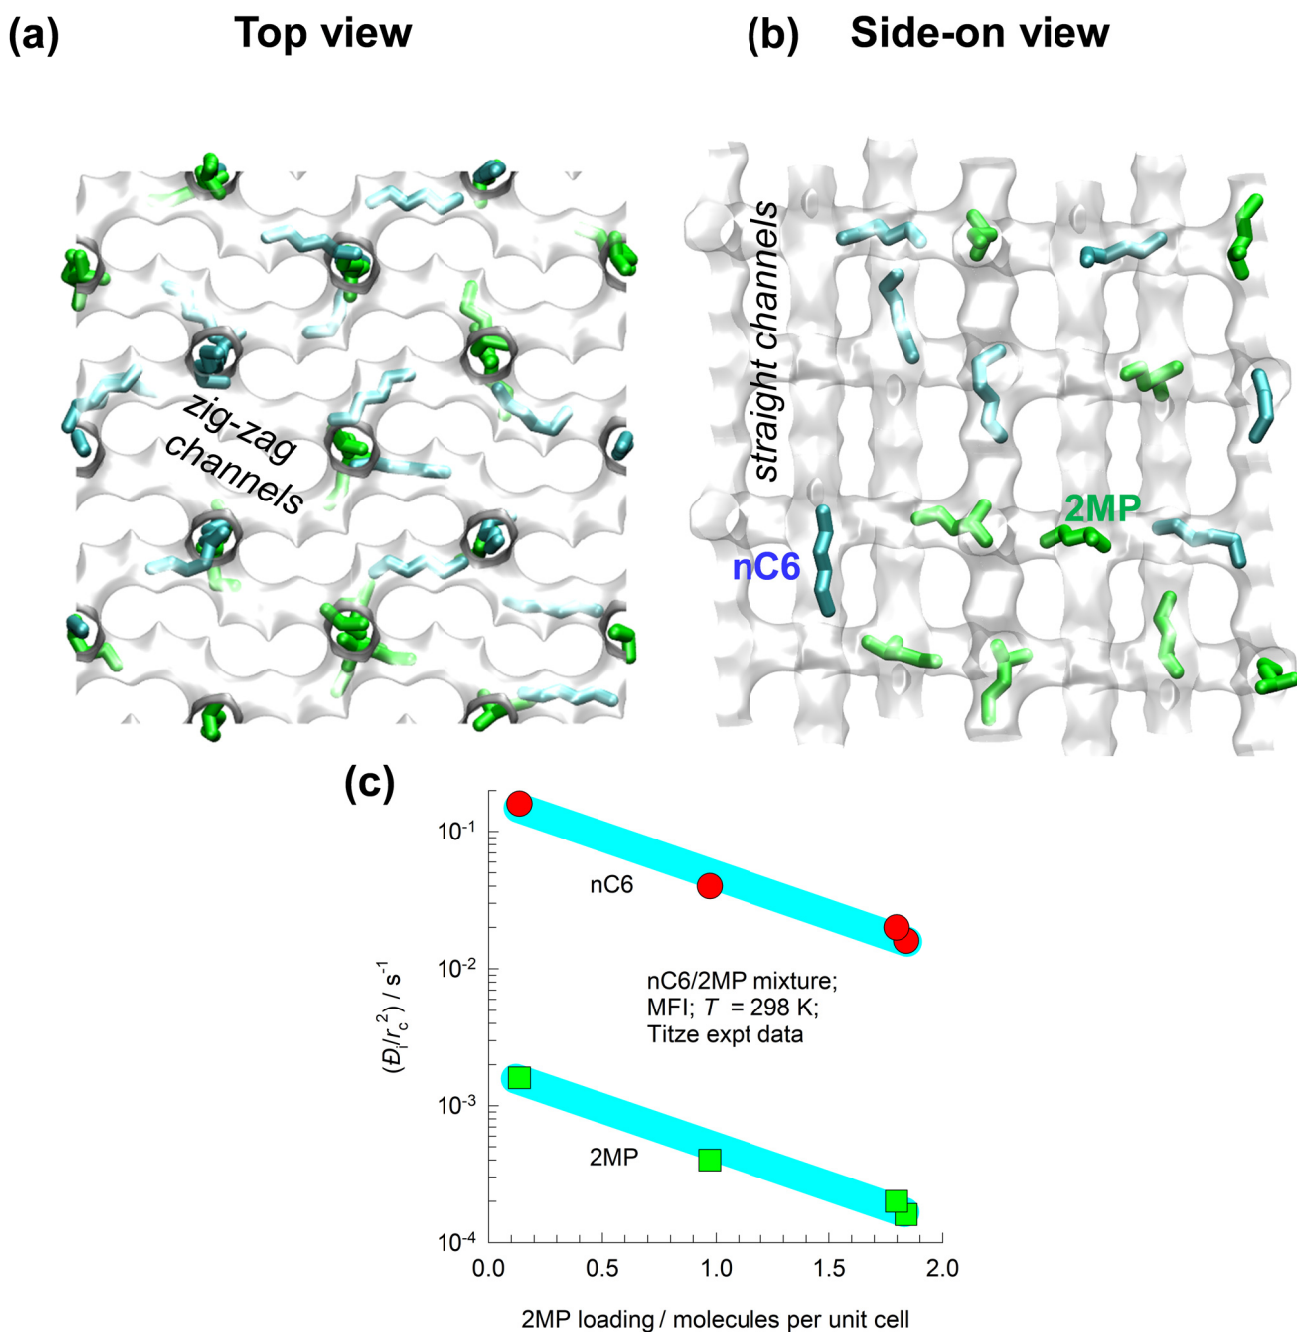 (a) Top view
(b) Side-on view
zig-zag
channels
straight channels
2MP
nC6
(c)
10-1
10-2
10-3
10-4
(Đi/rc2) / s-1
nC6
nC6/2MP mixture;
MFI; T = 298 K;
Titze expt data
2MP
0.0 0.5 1.0 1.5 2.0
2MP loading / molecules per unit cell